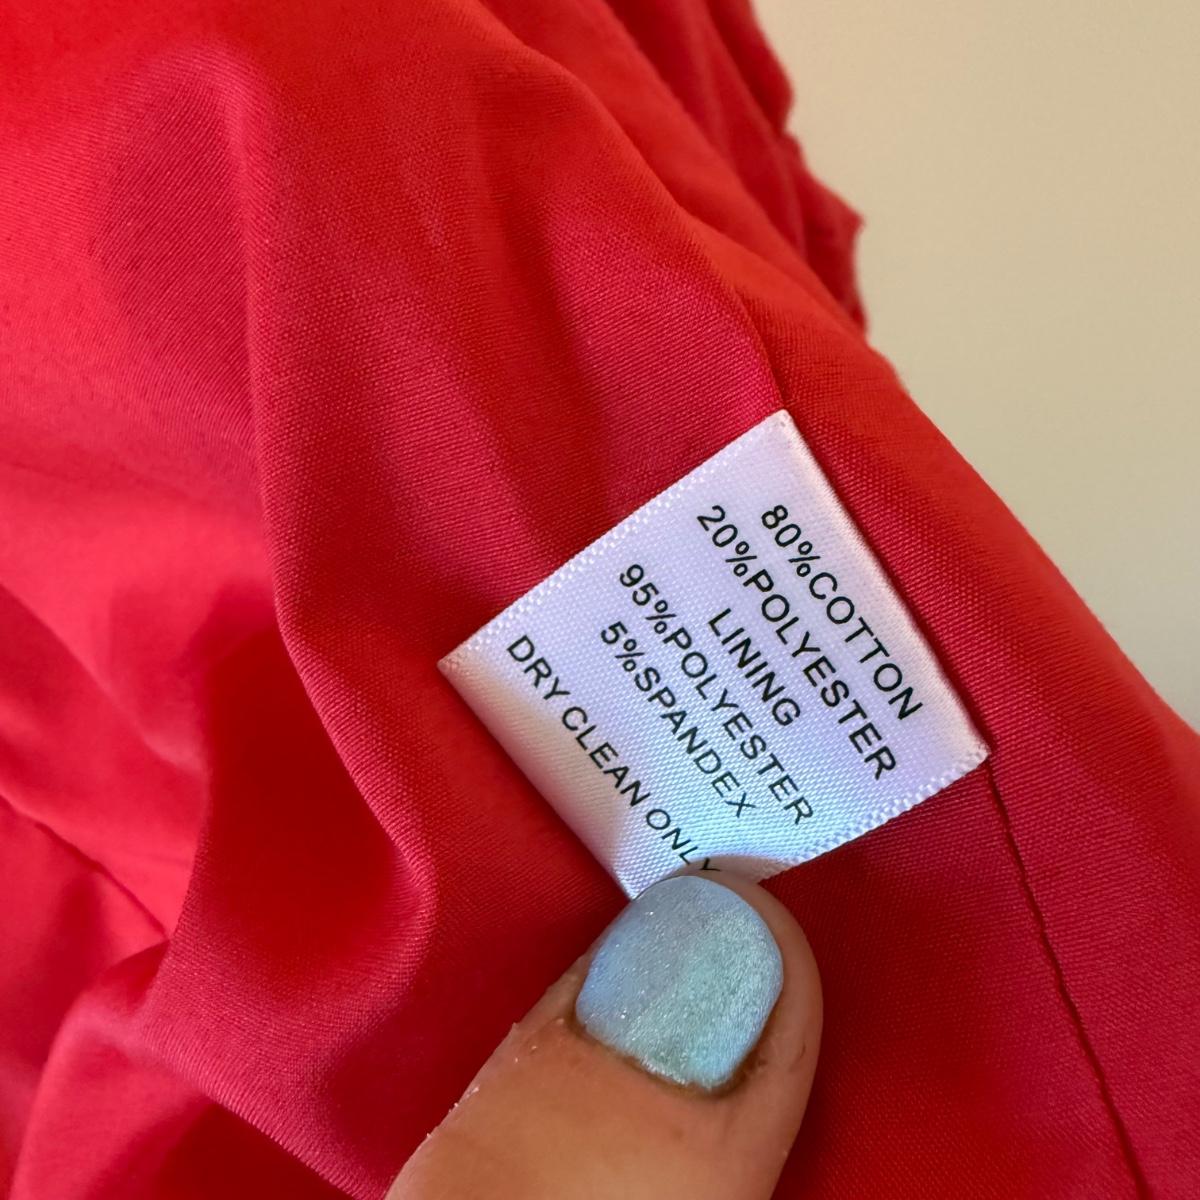 80%COTTON
20%POLYESTER
LINING
95%POLYESTER
5%SPANDEX
DRY CLEAN ONLY